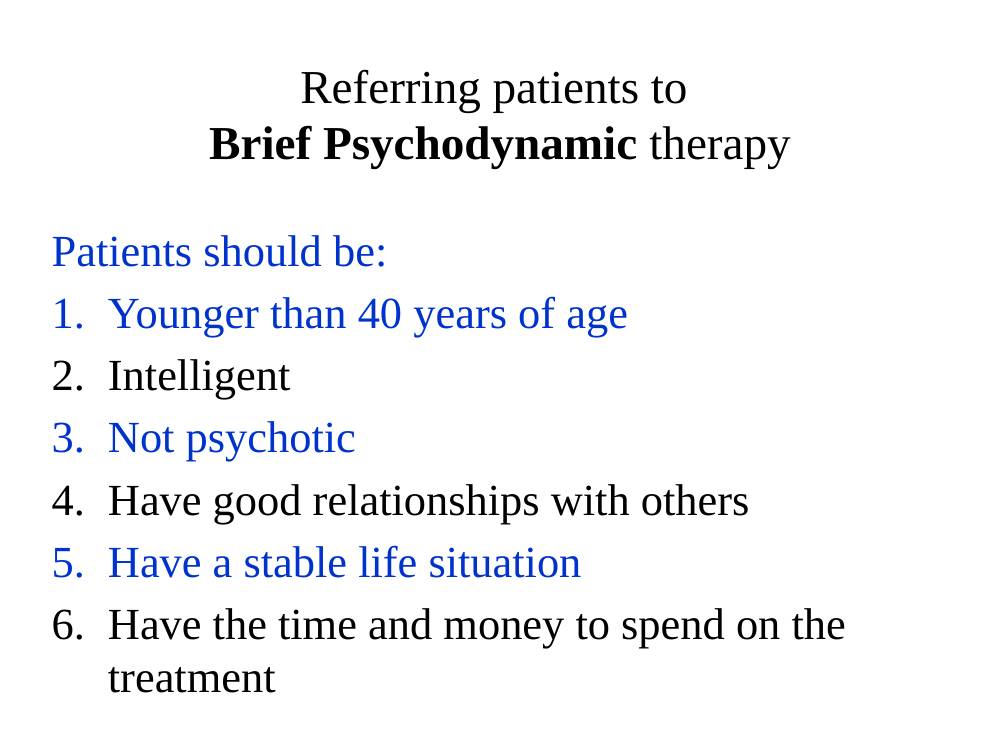 Referring patients to
Brief Psychodynamic therapy
Patients should be:
1. Younger than 40 years of age
2. Intelligent
3. Not psychotic
4. Have good relationships with others
5. Have a stable life situation
6. Have the time and money to spend on the
treatment